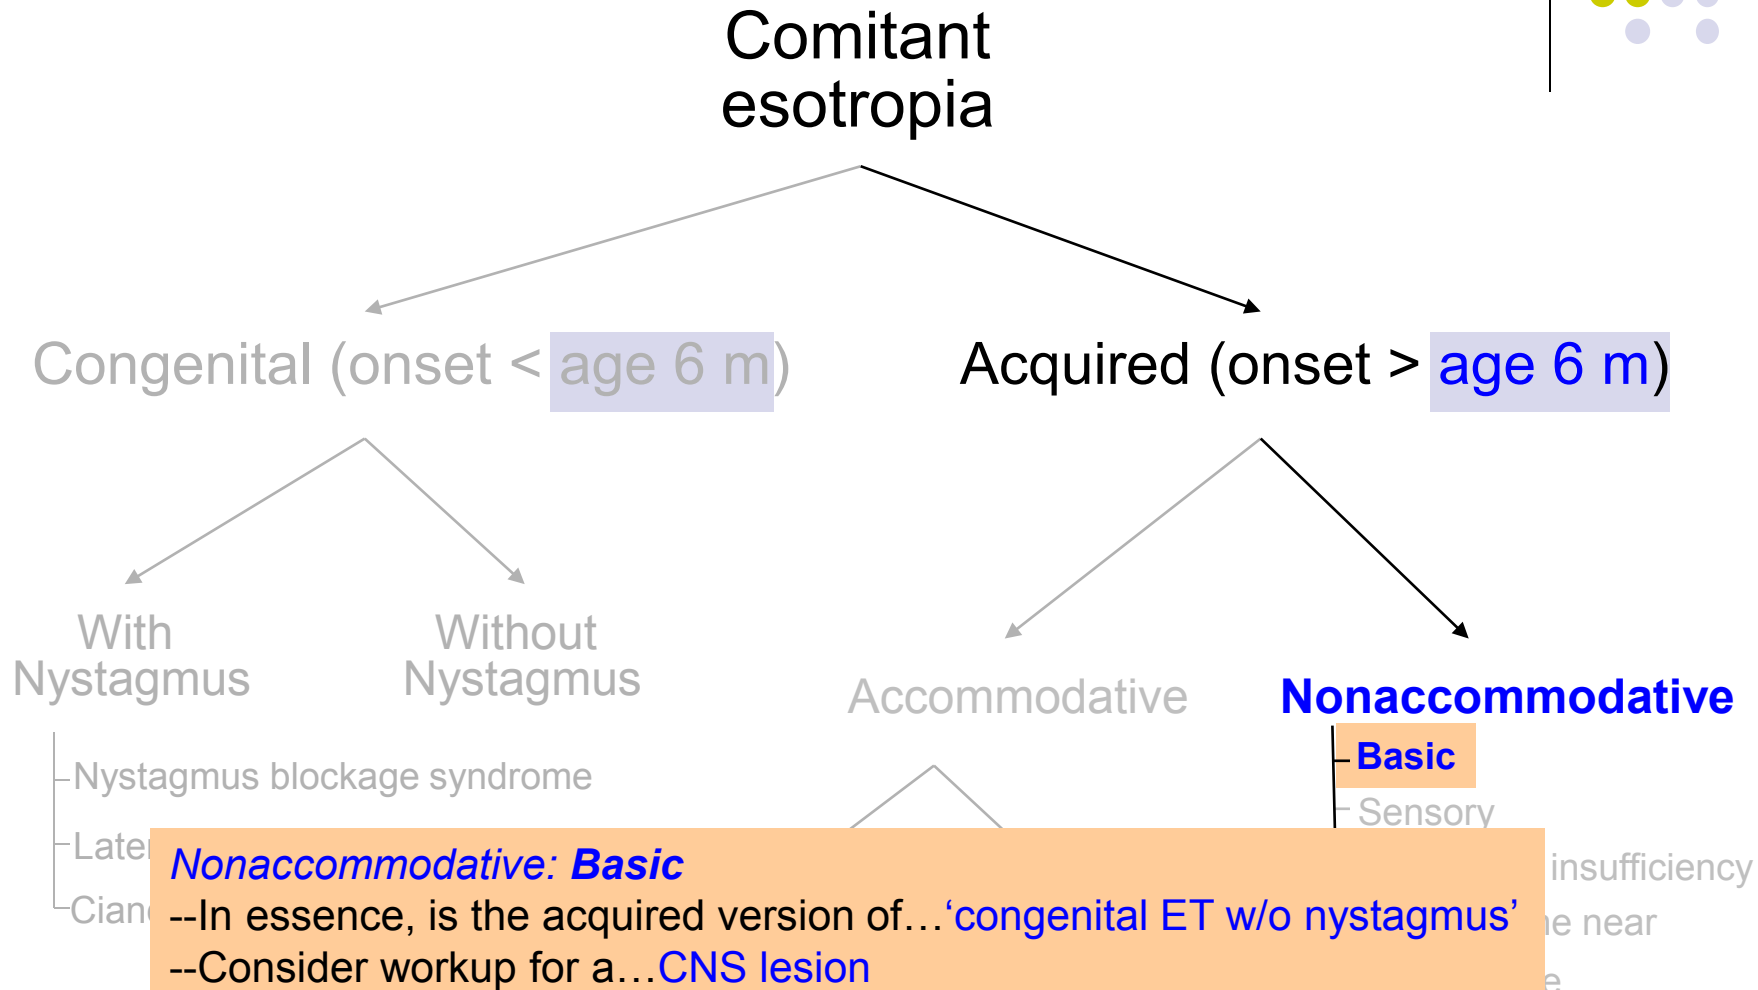 Comitant
esotropia
Congenital (onset < age 6 m)
Acquired (onset > age 6 m)
With
Nystagmus
Without
Nystagmus
Accommodative
Nonaccommodative
Basic
Nystagmus blockage syndrome
Sensory
insufficiency
near
Nonaccommodative: Basic
--In essence, is the acquired version of…‘congenital ET w/o nystagmus’
--Consider workup for a…CNS lesion